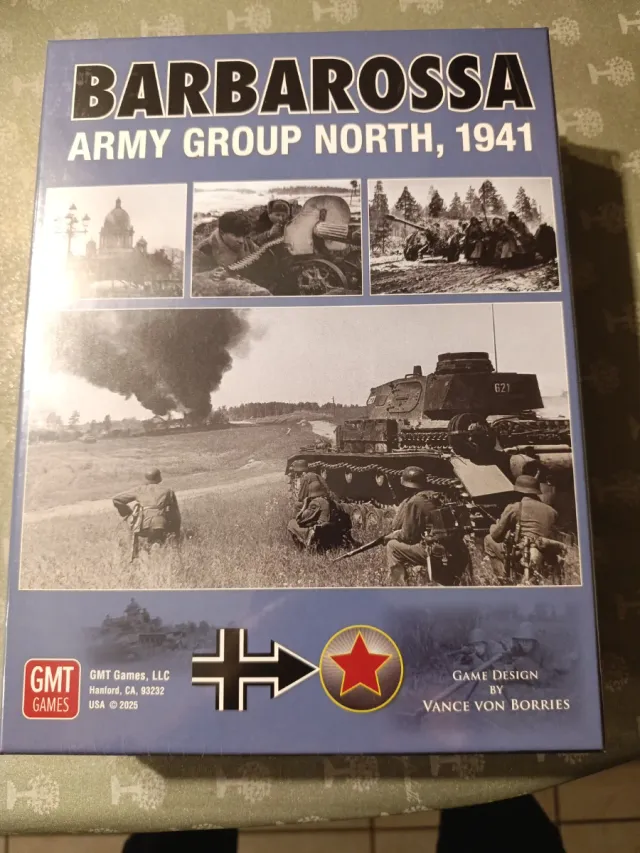 BARBAROSSA
ARMY GROUP NORTH, 1941
621
GMT
GAMES
GMT Games, LLC
Hanford, CA, 93232
USA © 2025
GAME DESIGN
BY
VANCE VON BORRIES